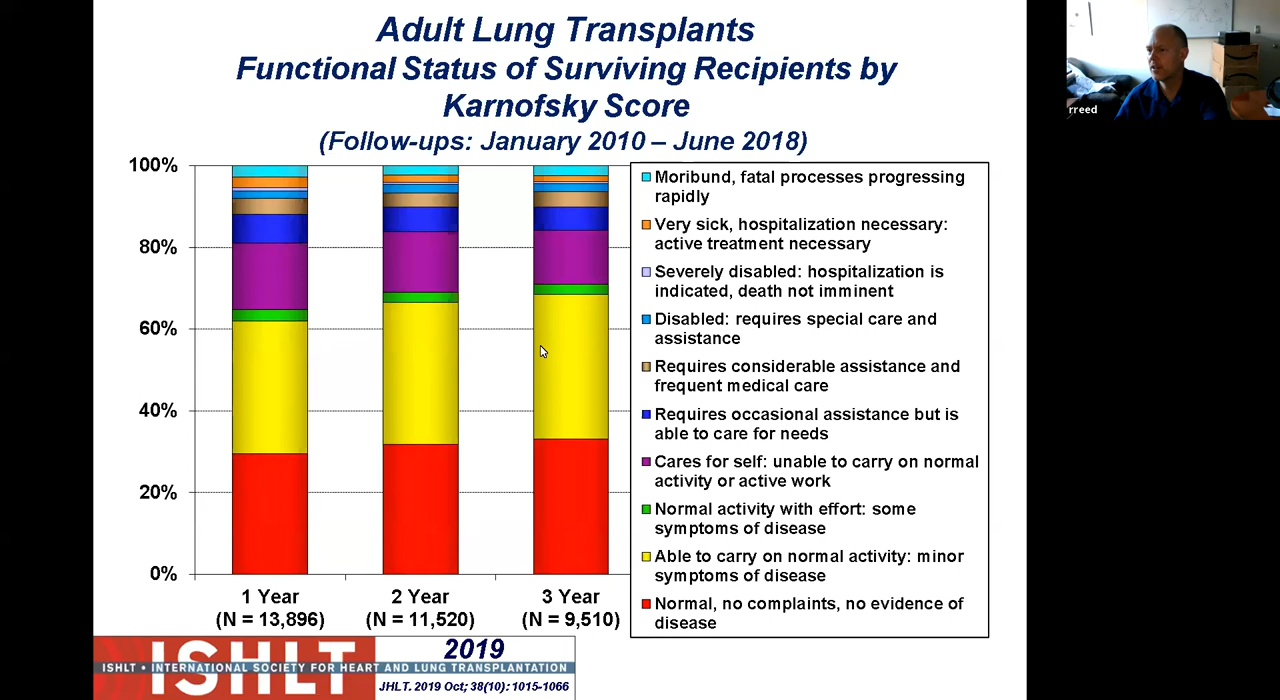 Adult Lung Transplants
Functional Status of Surviving Recipients by
Karnofsky Score
(Follow-ups: January 2010 – June 2018)
rreed
100%
80%
60%
40%
20%
0%
1 Year
(N = 13,896)
2 Year
(N = 11,520)
3 Year
(N = 9,510)
Moribund, fatal processes progressing
rapidly
Very sick, hospitalization necessary:
active treatment necessary
Severely disabled: hospitalization is
indicated, death not imminent
Disabled: requires special care and
assistance
Requires considerable assistance and
frequent medical care
Requires occasional assistance but is
able to care for needs
Cares for self: unable to carry on normal
activity or active work
Normal activity with effort: some
symptoms of disease
Able to carry on normal activity: minor
symptoms of disease
Normal, no complaints, no evidence of
disease
ISHLT
ISHLT • INTERNATIONAL SOCIETY FOR HEART AND LUNG TRANSPLANTATION
2019
JHLT. 2019 Oct; 38(10): 1015-1066